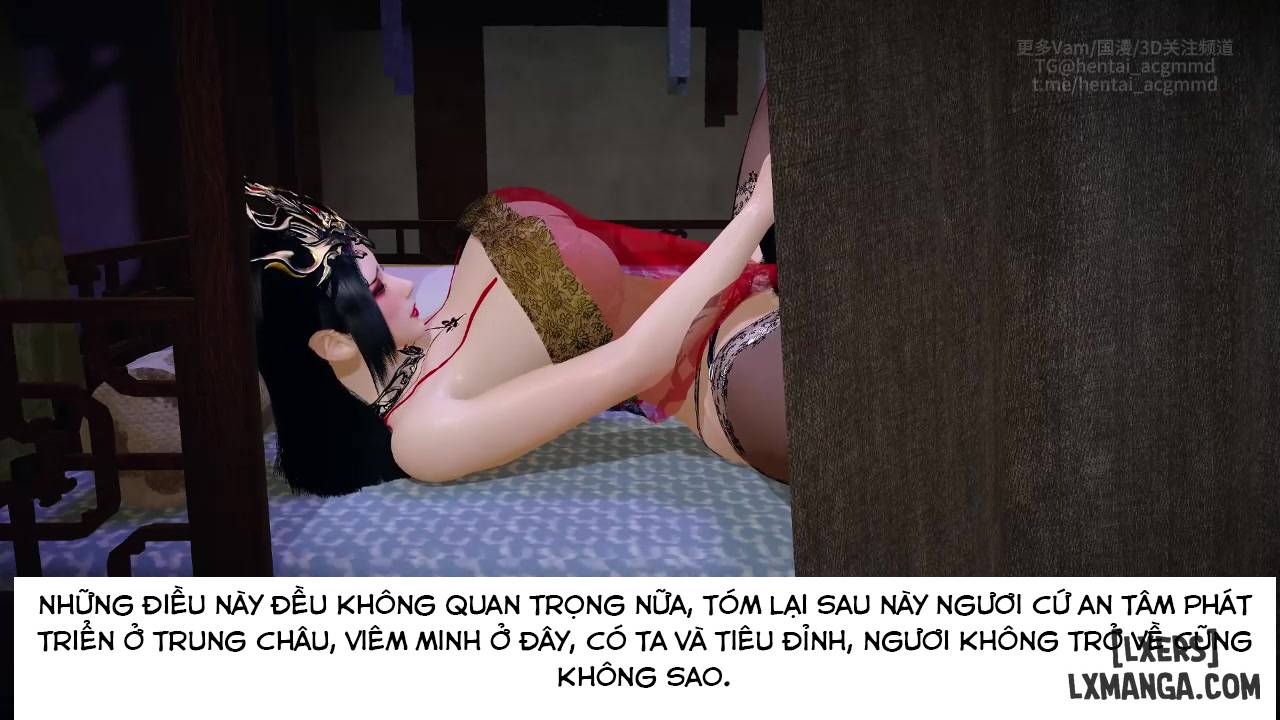 更多Vam/国漫/3D关注频道
TG@hentai_acgmmd
t.me/hentai_acgmmd
NHỮNG ĐIỀU NÀY ĐỀU KHÔNG QUAN TRỌNG NỮA, TÓM LẠI SAU NÀY NGƯƠI CỨ AN TÂM PHÁT
TRIỂN Ở TRUNG CHÂU, VIÊM MINH Ở ĐÂY, CÓ TA VÀ TIÊU ĐỈNH, NGƯƠI KHÔNG TRỞ VỀ CŨNG
KHÔNG SAO.
[LXERS]
LXMANGA.COM